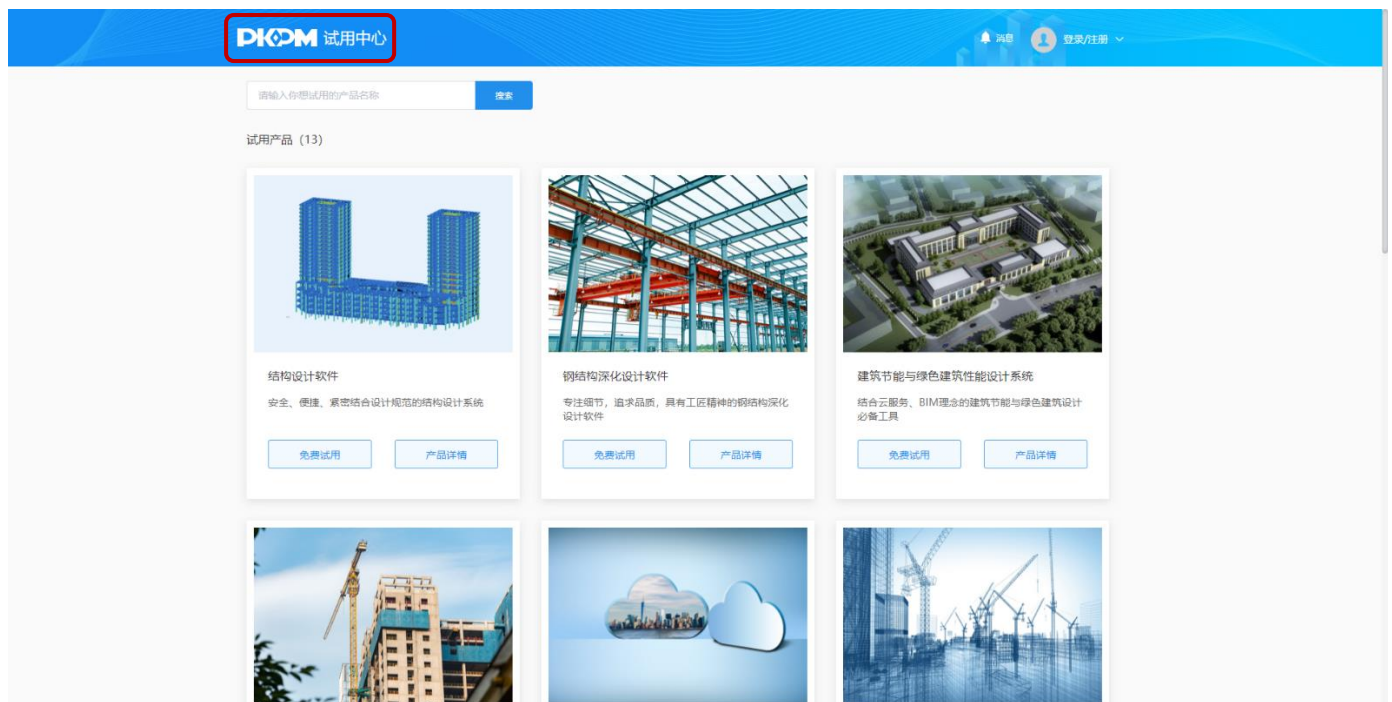 PKPM 试用中心
消息
登录/注册
请输入你想试用的产品名称
搜索
试用产品（13）
结构设计软件
安全、便捷、紧密结合设计规范的结构设计系统
免费试用
产品详情
钢结构深化设计软件
专注细节，追求品质，具有工匠精神的钢结构深化
设计软件
免费试用
产品详情
建筑节能与绿色建筑性能设计系统
结合云服务、BIM理念的建筑节能与绿色建筑设计
必备工具
免费试用
产品详情